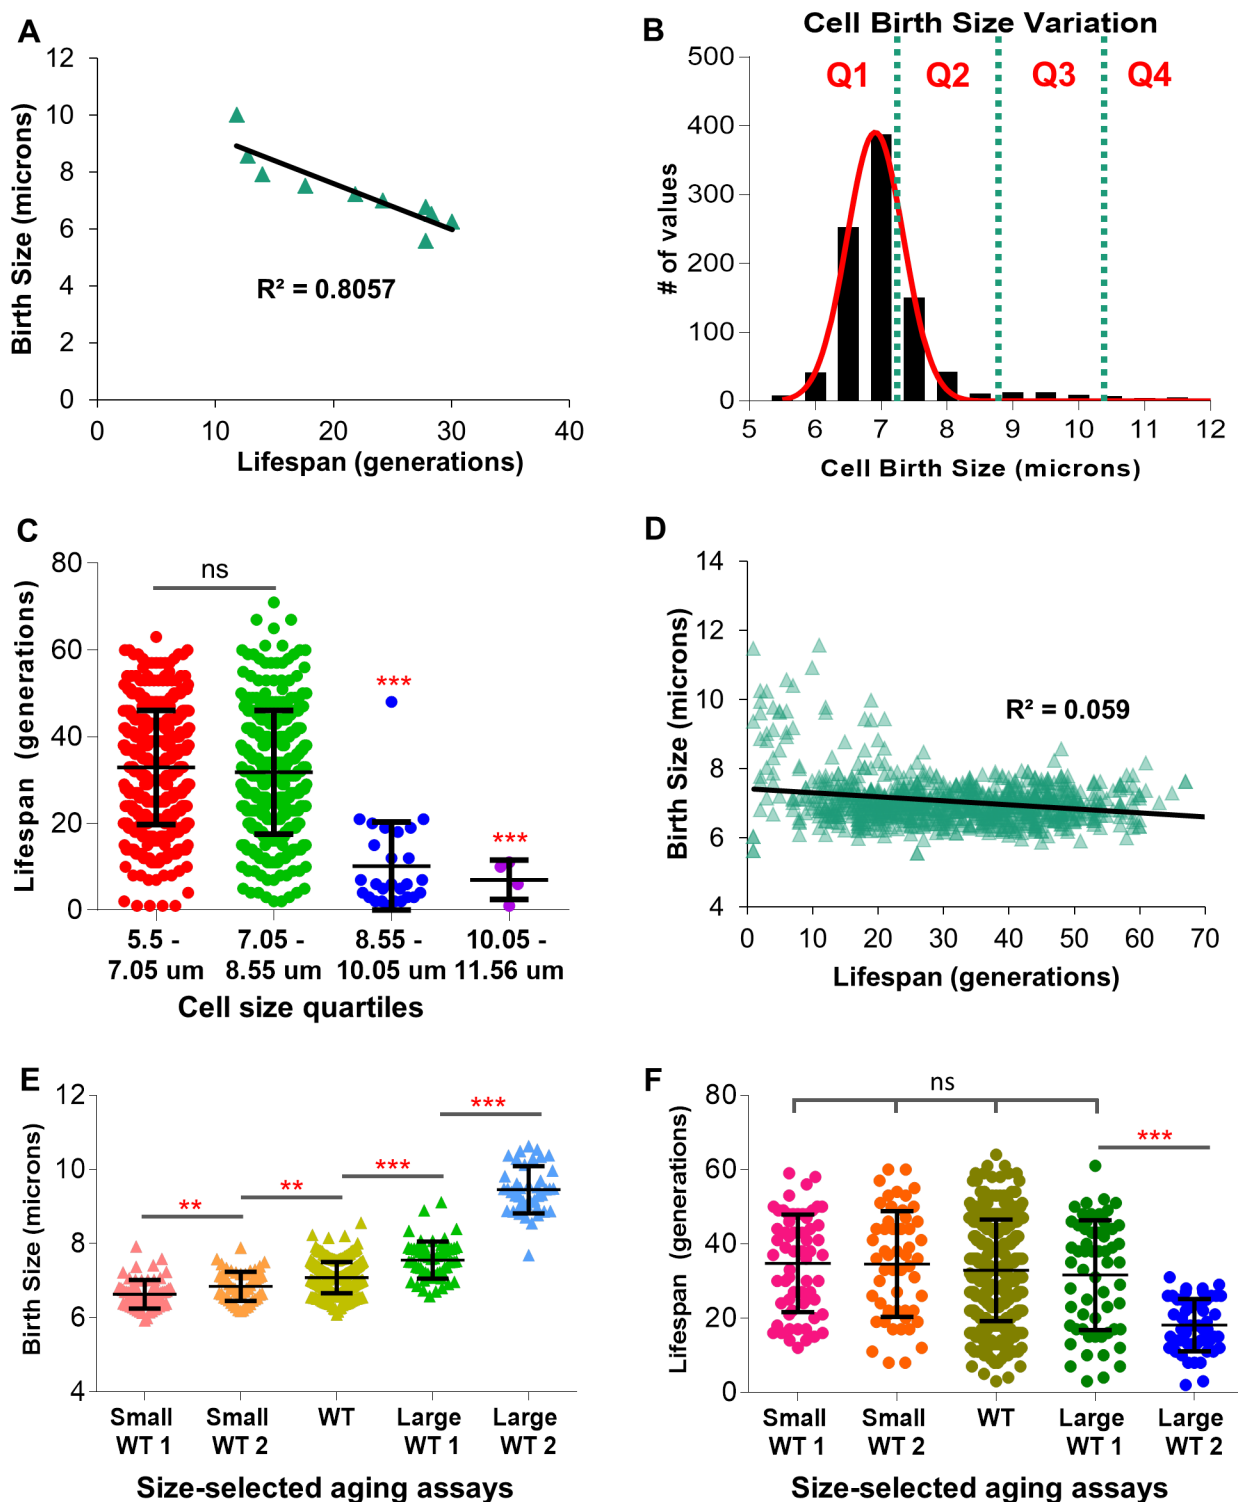 A
12
10
8
6
4
2
0
Birth Size (microns)
R² = 0.8057
0 10 20 30 40
Lifespan (generations)
B
Cell Birth Size Variation
Q1 Q2 Q3 Q4
500
400
300
200
100
0
# of values
5 6 7 8 9 10 11 12
Cell Birth Size (microns)
C
80
60
40
20
0
Lifespan (generations)
ns
***
***
5.5 - 7.05 - 8.55 - 10.05 -
7.05 um 8.55 um 10.05 um 11.56 um
Cell size quartiles
D
14
12
10
8
6
4
Birth Size (microns)
R² = 0.059
0 10 20 30 40 50 60 70
Lifespan (generations)
E
12
10
8
6
4
Birth Size (microns)
**
**
***
***
Small Small WT Large Large
WT 1 WT 2 WT 1 WT 2
Size-selected aging assays
F
80
60
40
20
0
Lifespan (generations)
ns
***
Small Small WT Large Large
WT 1 WT 2 WT 1 WT 2
Size-selected aging assays